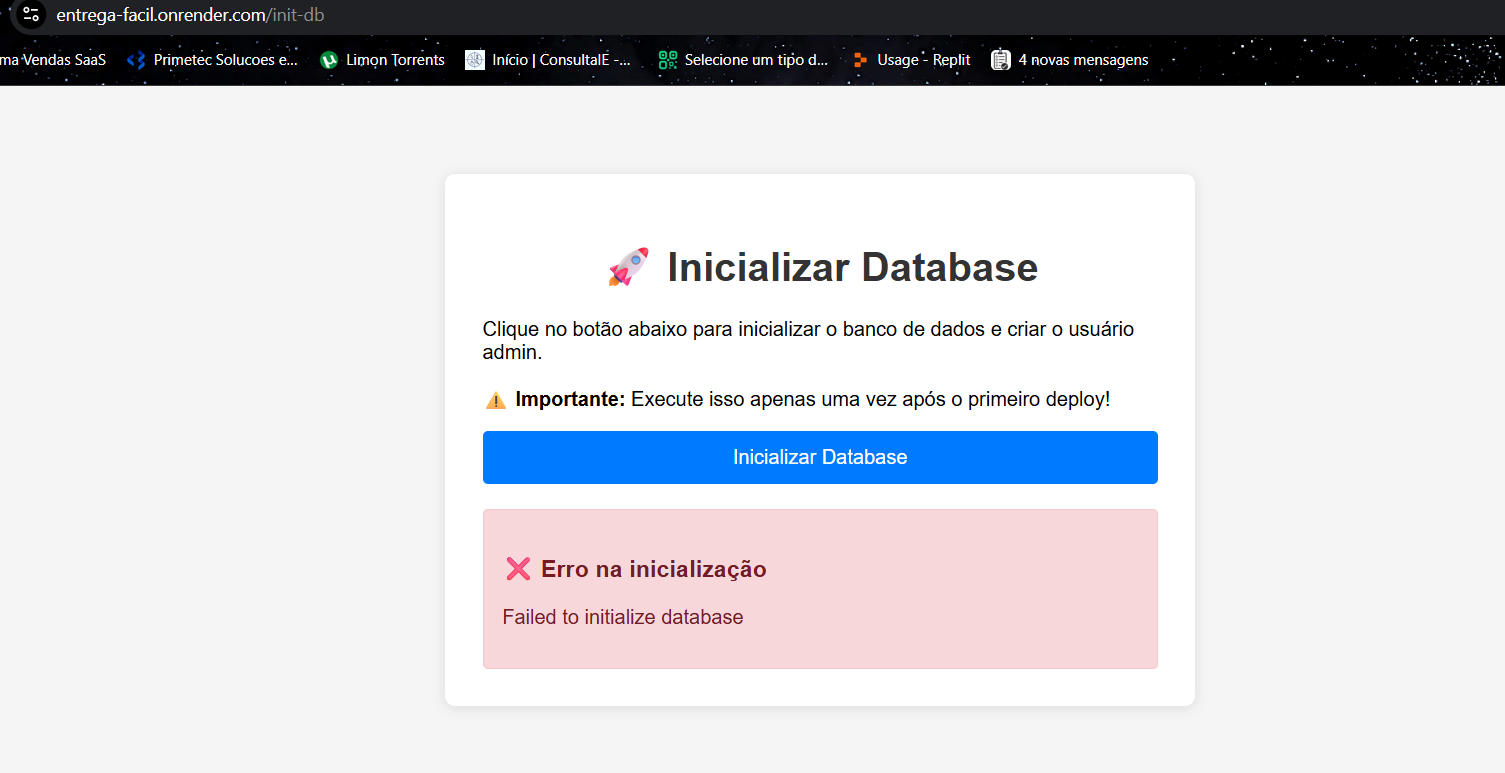 entrega-facil.onrender.com/init-db
ma Vendas SaaS Primetec Solucoes e... Limon Torrents Início | ConsultaIE -... Selecione um tipo d... Usage - Replit 4 novas mensagens
Inicializar Database
Clique no botão abaixo para inicializar o banco de dados e criar o usuário
admin.
Importante: Execute isso apenas uma vez após o primeiro deploy!
Inicializar Database
Erro na inicialização
Failed to initialize database